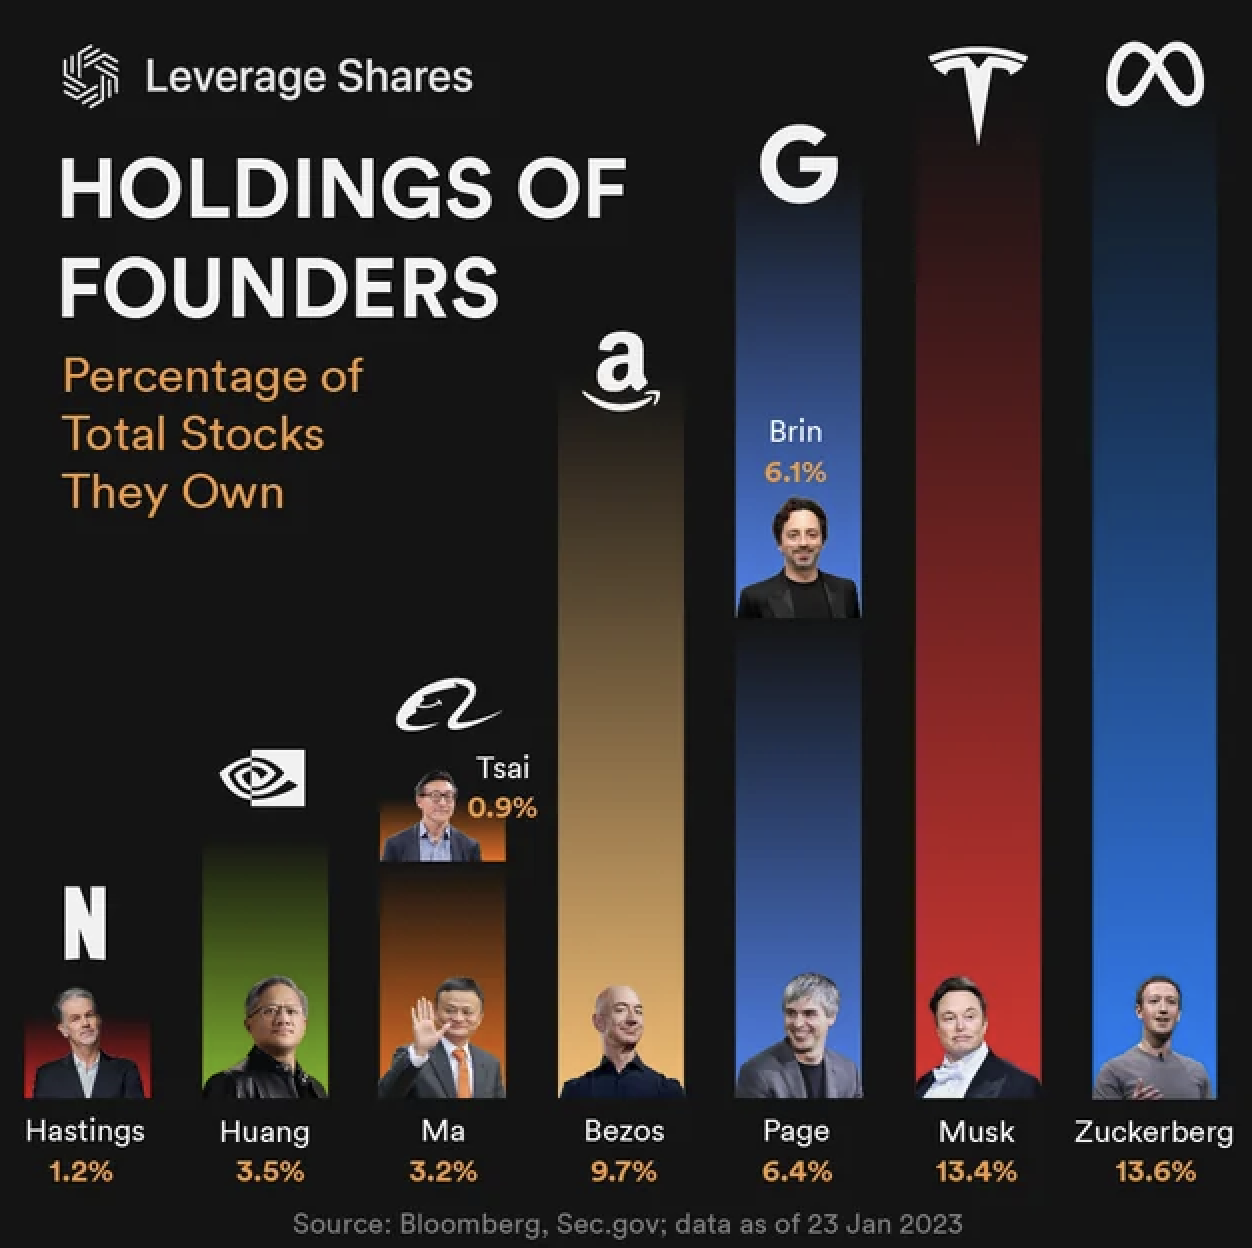 Leverage Shares
HOLDINGS OF
FOUNDERS
Percentage of
Total Stocks
They Own
G
a
Brin
6.1%
Tsai
0.9%
N
Hastings
1.2%
Huang
3.5%
Ma
3.2%
Bezos
9.7%
Page
6.4%
Musk
13.4%
Zuckerberg
13.6%
Source: Bloomberg, Sec.gov; data as of 23 Jan 2023